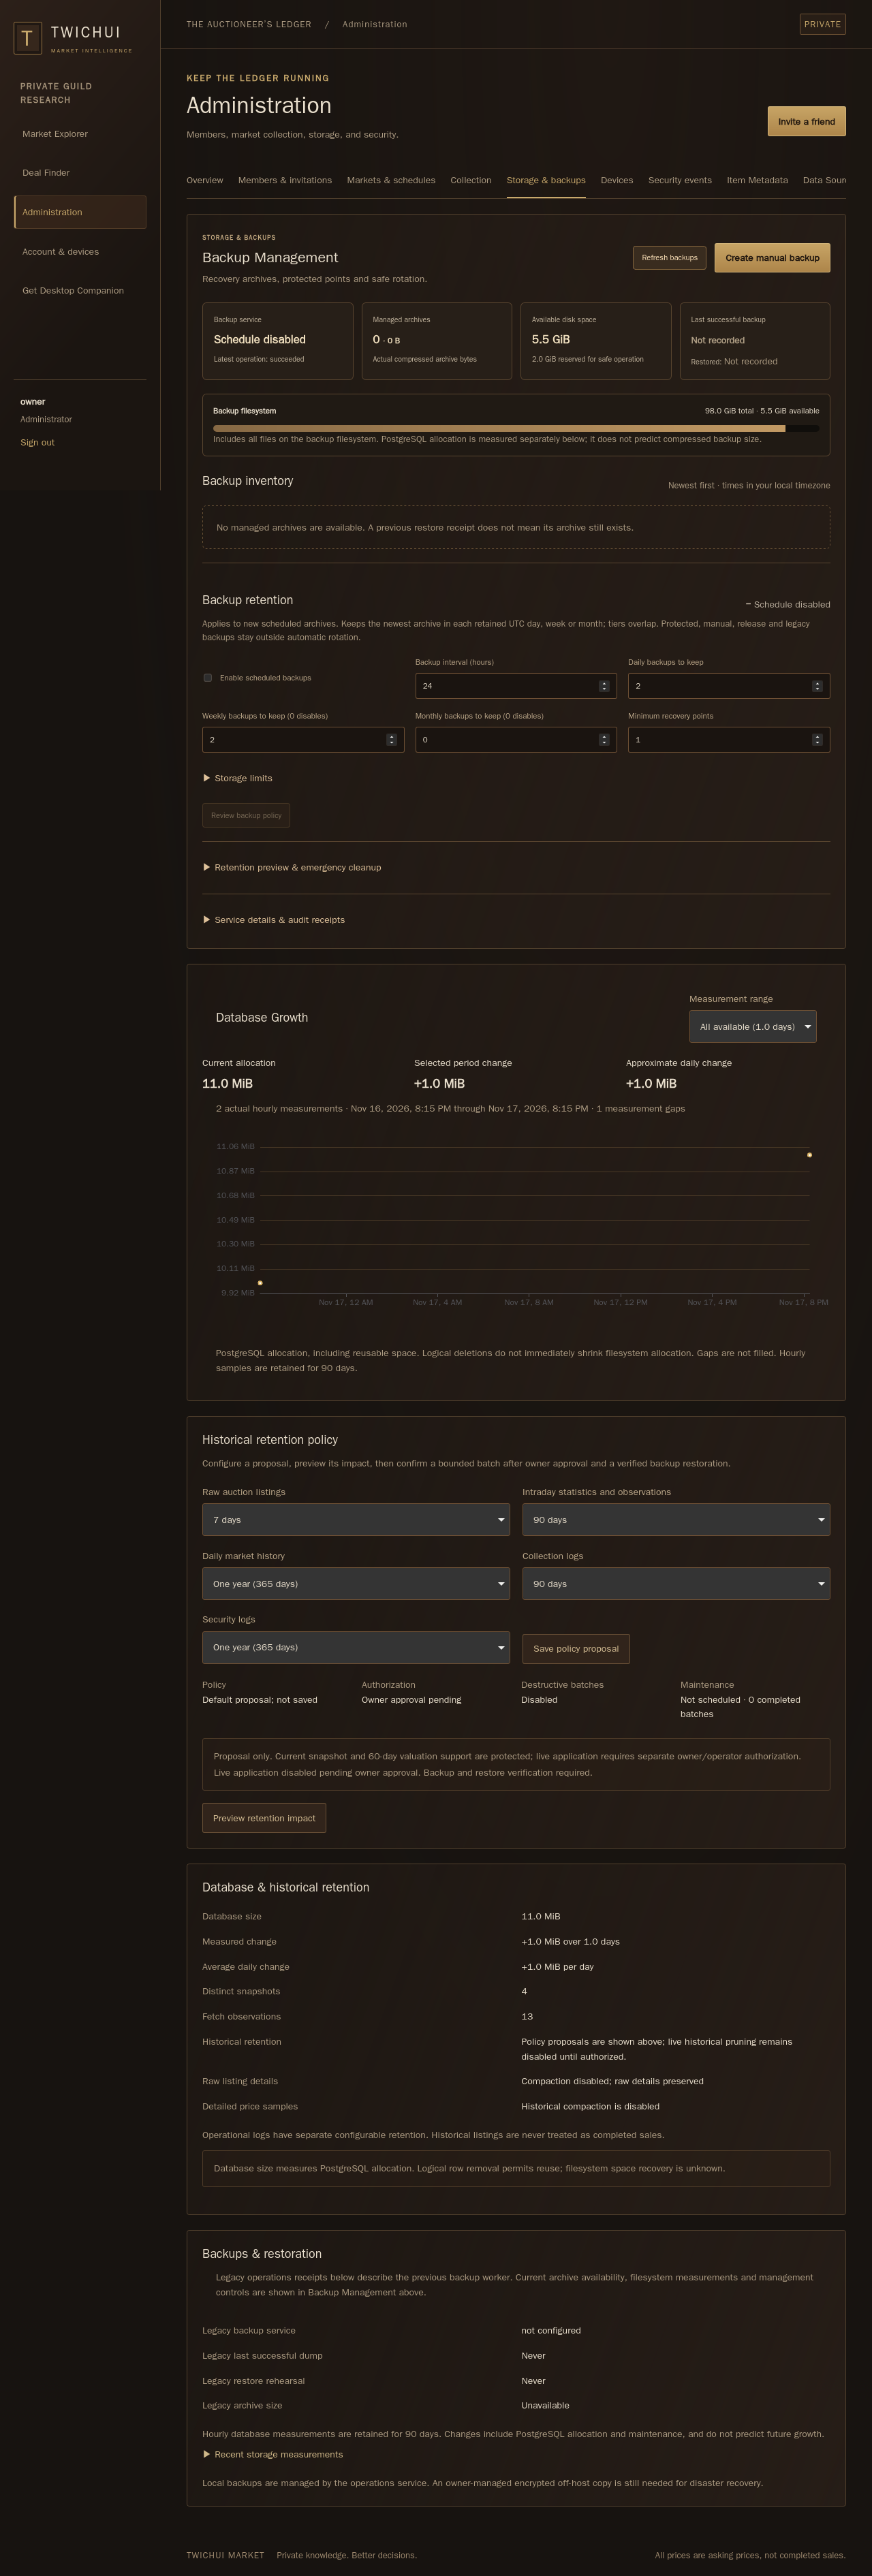 T
TWICHUI
MARKET INTELLIGENCE
PRIVATE GUILD
RESEARCH
Market Explorer
Deal Finder
Administration
Account & devices
Get Desktop Companion
owner
Administrator
Sign out
THE AUCTIONEER'S LEDGER / Administration
PRIVATE
KEEP THE LEDGER RUNNING
Administration
Members, market collection, storage, and security.
Invite a friend
Overview Members & invitations Markets & schedules Collection Storage & backups Devices Security events Item Metadata Data
STORAGE & BACKUPS
Backup Management
Recovery archives, protected points and safe rotation.
Refresh backups
Create manual backup
Backup service
Schedule disabled
Latest operation: succeeded
Managed archives
0 · 0 B
Actual compressed archive bytes
Available disk space
5.5 GiB
2.0 GiB reserved for safe operation
Last successful backup
Not recorded
Restored: Not recorded
Backup filesystem
98.0 GiB total · 5.5 GiB available
Includes all files on the backup filesystem. PostgreSQL allocation is measured separately below; it does not predict compressed backup size.
Backup inventory
Newest first · times in your local timezone
No managed archives are available. A previous restore receipt does not mean its archive still exists.
Backup retention
– Schedule disabled
Applies to new scheduled archives. Keeps the newest archive in each retained UTC day, week or month; tiers overlap. Protected, manual, release and legacy
backups stay outside automatic rotation.
Enable scheduled backups
Backup interval (hours)
24
Daily backups to keep
2
Weekly backups to keep (0 disables)
2
Monthly backups to keep (0 disables)
0
Minimum recovery points
1
▶ Storage limits
Review backup policy
▶ Retention preview & emergency cleanup
▶ Service details & audit receipts
Database Growth
Measurement range
All available (1.0 days)
Current allocation
11.0 MiB
Selected period change
+1.0 MiB
Approximate daily change
+1.0 MiB
2 actual hourly measurements · Nov 16, 2026, 8:15 PM through Nov 17, 2026, 8:15 PM · 1 measurement gaps
11.06 MiB
10.87 MiB
10.68 MiB
10.49 MiB
10.30 MiB
10.11 MiB
9.92 MiB
Nov 17, 12 AM Nov 17, 4 AM Nov 17, 8 AM Nov 17, 12 PM Nov 17, 4 PM Nov 17, 8 PM
PostgreSQL allocation, including reusable space. Logical deletions do not immediately shrink filesystem allocation. Gaps are not filled. Hourly
samples are retained for 90 days.
Historical retention policy
Configure a proposal, preview its impact, then confirm a bounded batch after owner approval and a verified backup restoration.
Raw auction listings
7 days
Intraday statistics and observations
90 days
Daily market history
One year (365 days)
Collection logs
90 days
Security logs
One year (365 days)
Save policy proposal
Policy
Default proposal; not saved
Authorization
Owner approval pending
Destructive batches
Disabled
Maintenance
Not scheduled · 0 completed
batches
Proposal only. Current snapshot and 60-day valuation support are protected; live application requires separate owner/operator authorization.
Live application disabled pending owner approval. Backup and restore verification required.
Preview retention impact
Database & historical retention
Database size 11.0 MiB
Measured change +1.0 MiB over 1.0 days
Average daily change +1.0 MiB per day
Distinct snapshots 4
Fetch observations 13
Historical retention Policy proposals are shown above; live historical pruning remains
disabled until authorized.
Raw listing details Compaction disabled; raw details preserved
Detailed price samples Historical compaction is disabled
Operational logs have separate configurable retention. Historical listings are never treated as completed sales.
Database size measures PostgreSQL allocation. Logical row removal permits reuse; filesystem space recovery is unknown.
Backups & restoration
Legacy operations receipts below describe the previous backup worker. Current archive availability, filesystem measurements and management
controls are shown in Backup Management above.
Legacy backup service not configured
Legacy last successful dump Never
Legacy restore rehearsal Never
Legacy archive size Unavailable
Hourly database measurements are retained for 90 days. Changes include PostgreSQL allocation and maintenance, and do not predict future growth.
▶ Recent storage measurements
Local backups are managed by the operations service. An owner-managed encrypted off-host copy is still needed for disaster recovery.
TWICHUI MARKET Private knowledge. Better decisions.
All prices are asking prices, not completed sales.